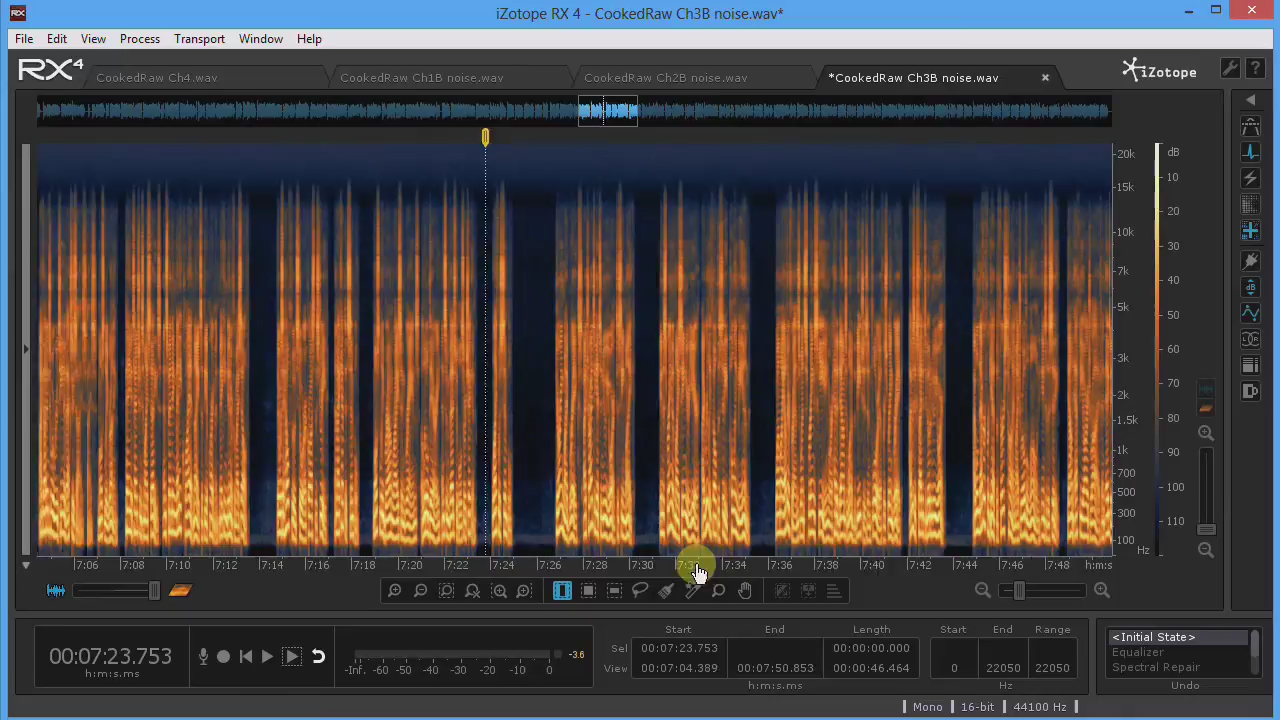 iZotope RX 4 - CookedRaw Ch3B noise.wav*
File Edit View Process Transport Window Help
RX4 CookedRaw Ch4.wav CookedRaw Ch1B noise.wav CookedRaw Ch2B noise.wav *CookedRaw Ch3B noise.wav iZotope
20k
15k
10k
7k
5k
3k
2k
1.5k
1k
700
500
300
100
Hz
dB
10
20
30
40
50
60
70
80
90
100
110
7:06 7:08 7:10 7:12 7:14 7:16 7:18 7:20 7:22 7:24 7:26 7:28 7:30 7:34 7:36 7:38 7:40 7:42 7:44 7:46 7:48 h:m:s
00:07:23.753
h:m:s.ms
-Inf. -60 -50 -40 -30 -20 -10 0
-3.6
Start End Length
Sel 00:07:23.753 00:00:00.000
View 00:07:04.389 00:07:50.853 00:00:46.464
h:m:s.ms
Start End Range
0 22050 22050
Hz
<Initial State>
Equalizer
Spectral Repair
Undo
Mono 16-bit 44100 Hz